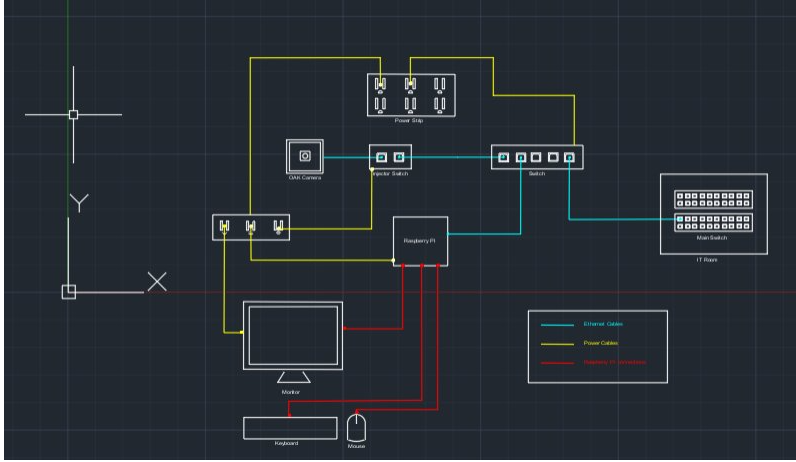 Power Strip
OAK Camera
Injector Switch
Switch
Raspberry PI
Main Switch
IT Room
Y
X
Ethernet Cables
Power Cables
Raspberry PI Connections
Monitor
Keyboard
Mouse